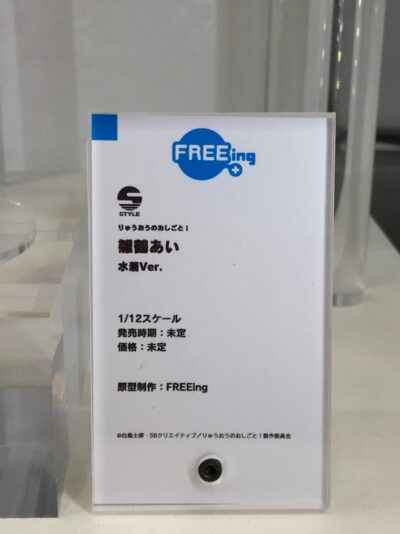 FREEing
S
STYLE
りゅうおうのおしごと！
雛鶴あい
水着Ver.
1/12スケール
発売時期：未定
価格：未定
原型制作：FREEing
©白鳥士郎・SBクリエイティブ／りゅうおうのおしごと！製作委員会